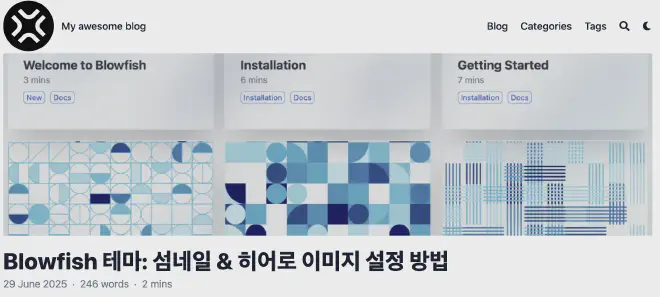 My awesome blog Blog Categories Tags
Welcome to Blowfish Installation Getting Started
3 mins 6 mins 7 mins
New Docs Installation Docs Installation Docs
Blowfish 테마: 섬네일 & 히어로 이미지 설정 방법
29 June 2025 · 246 words · 2 mins